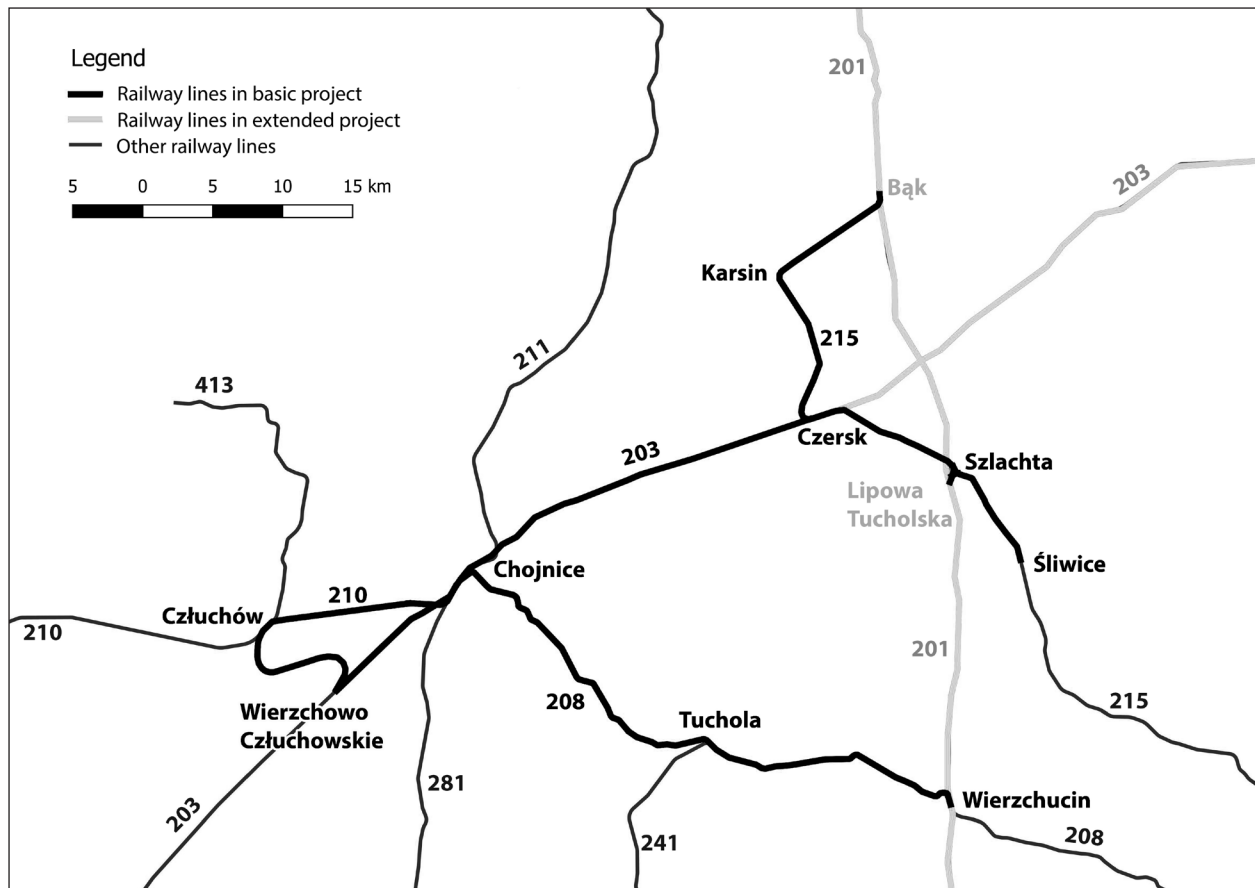 Legend
Railway lines in basic project
Railway lines in extended project
Other railway lines
5 0 5 10 15 km
201
203
Bąk
Karsin
215
211
413
Czersk
203
Szlachta
Lipowa
Tucholska
Chojnice
Śliwice
210
Człuchów
210
201
208
Wierzchowo
Człuchowskie
Tuchola
215
281
203
Wierzchucin
241
208